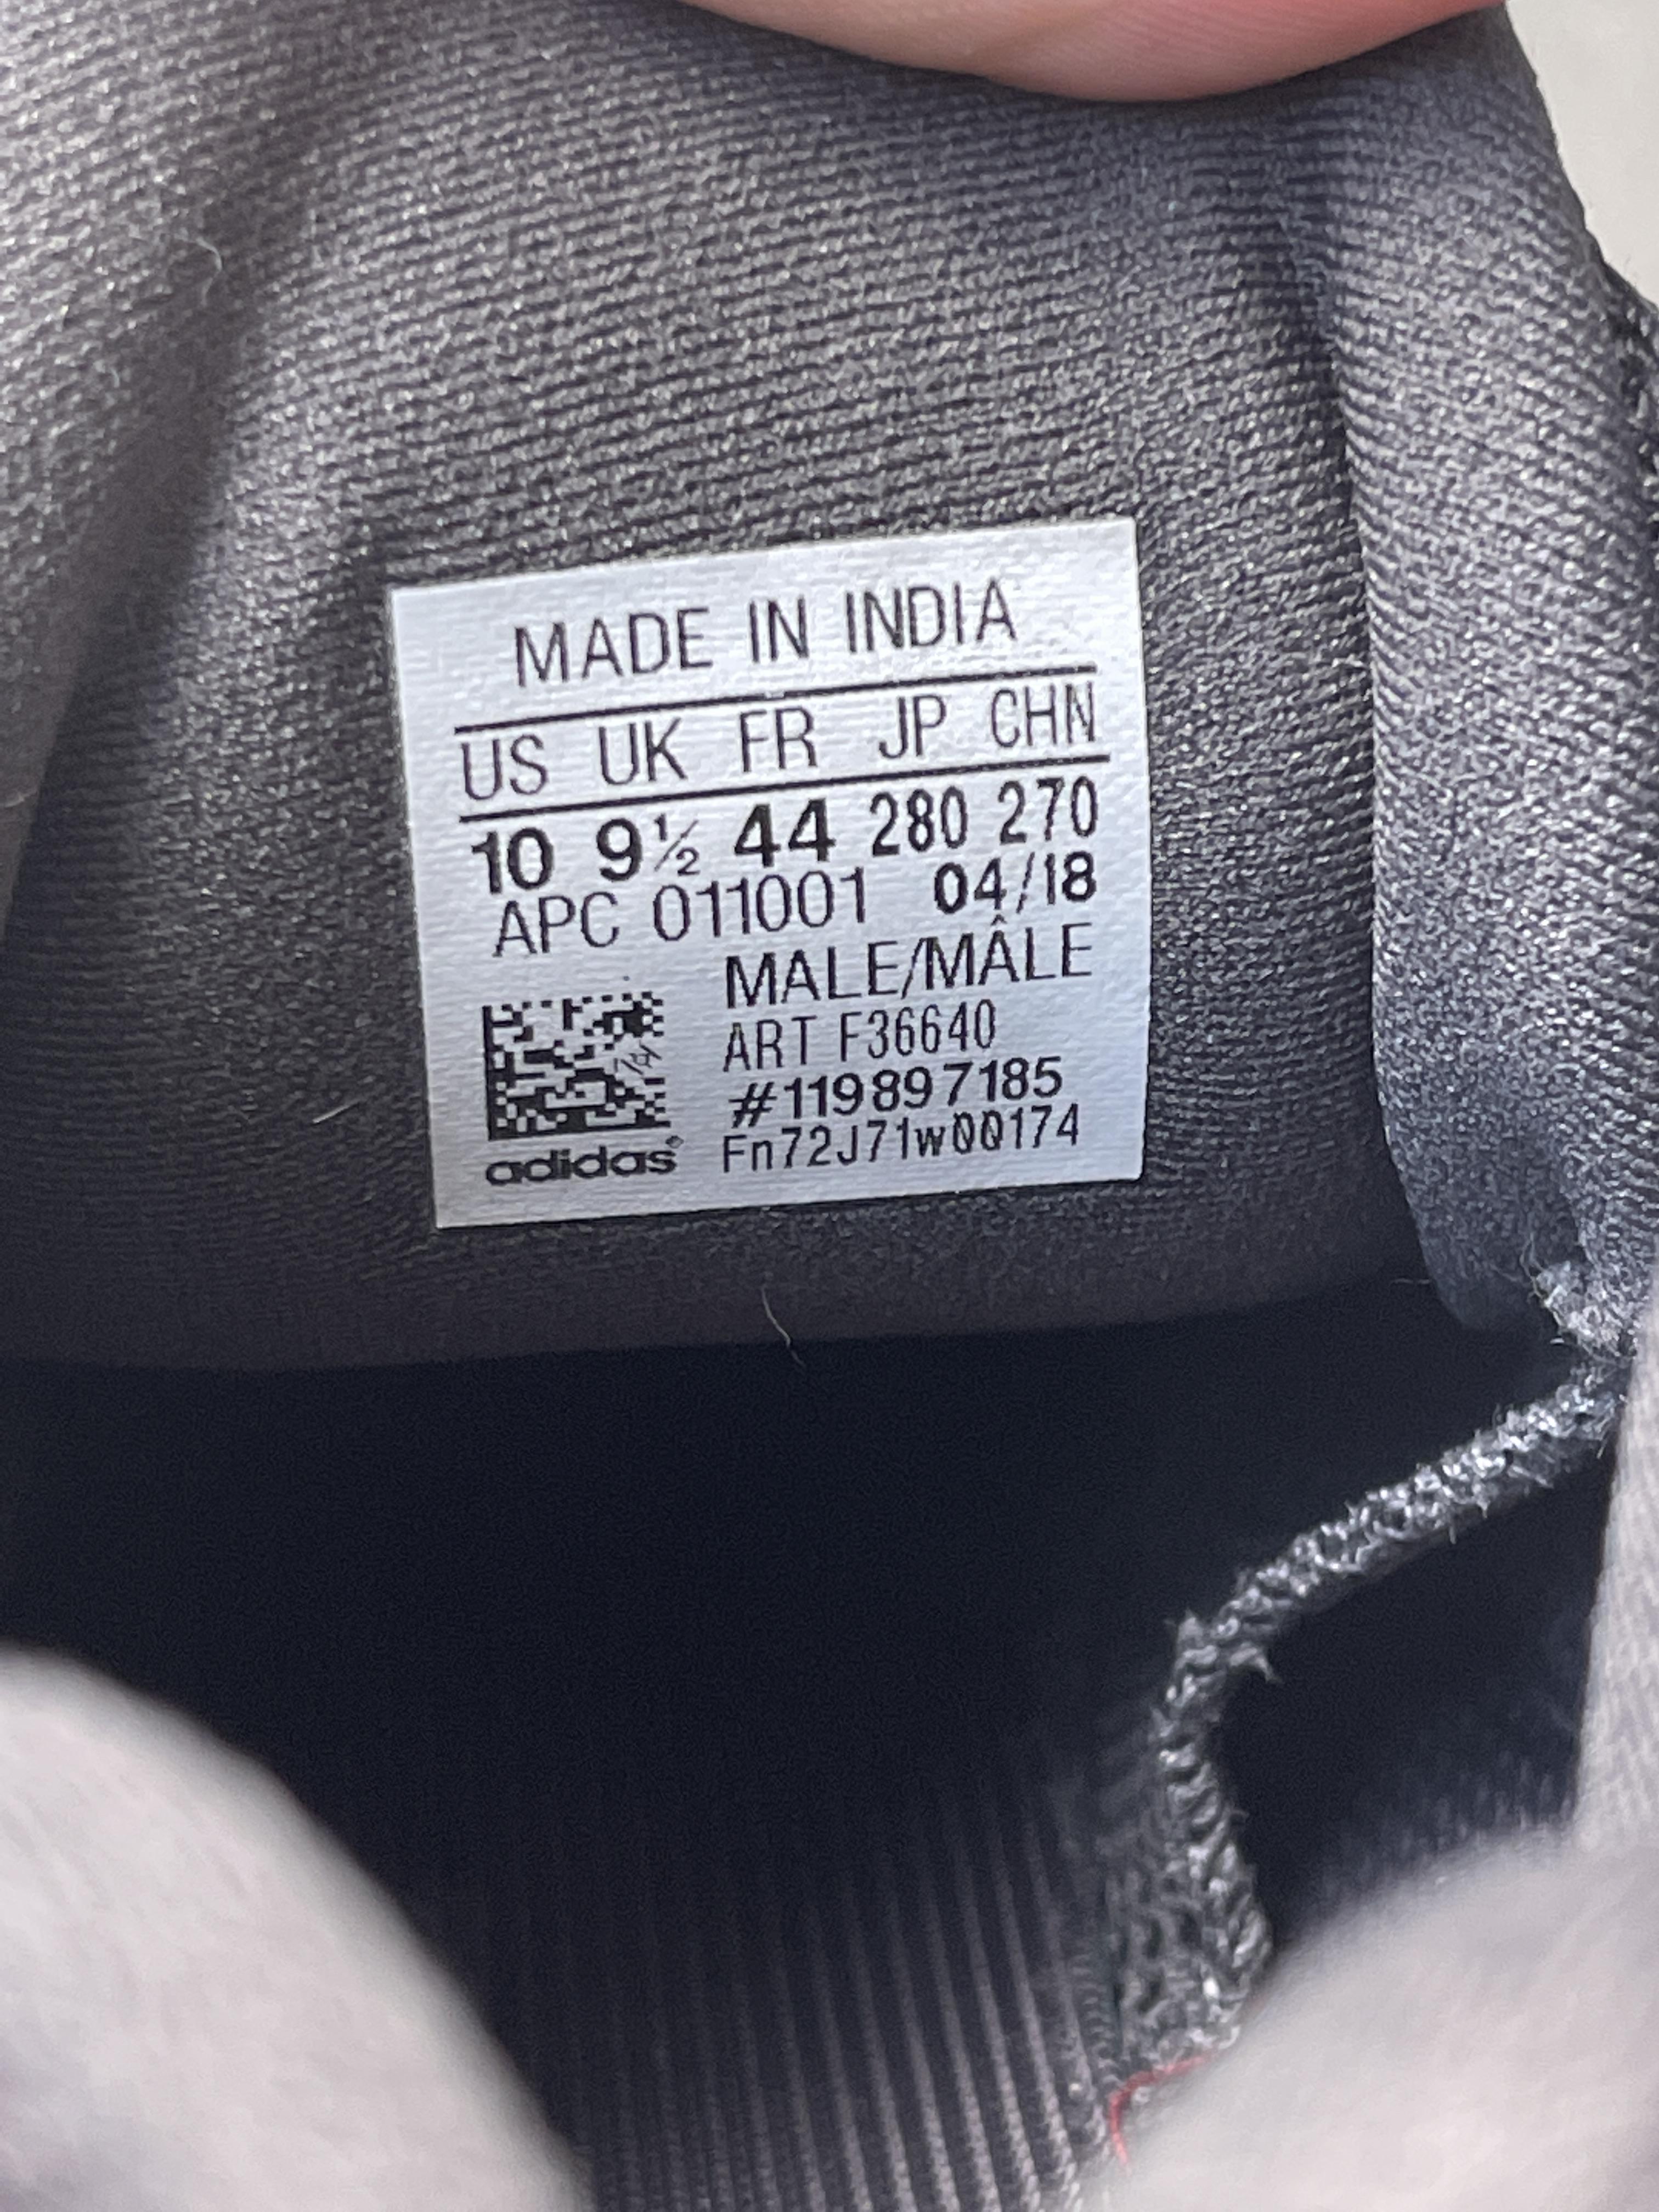 MADE IN INDIA
US UK FR JP CHN
10 9½ 44 280 270
APC 011001 04/18
MALE/MÂLE
ART F36640
#119897185
Fn72J71w00174
adidas®